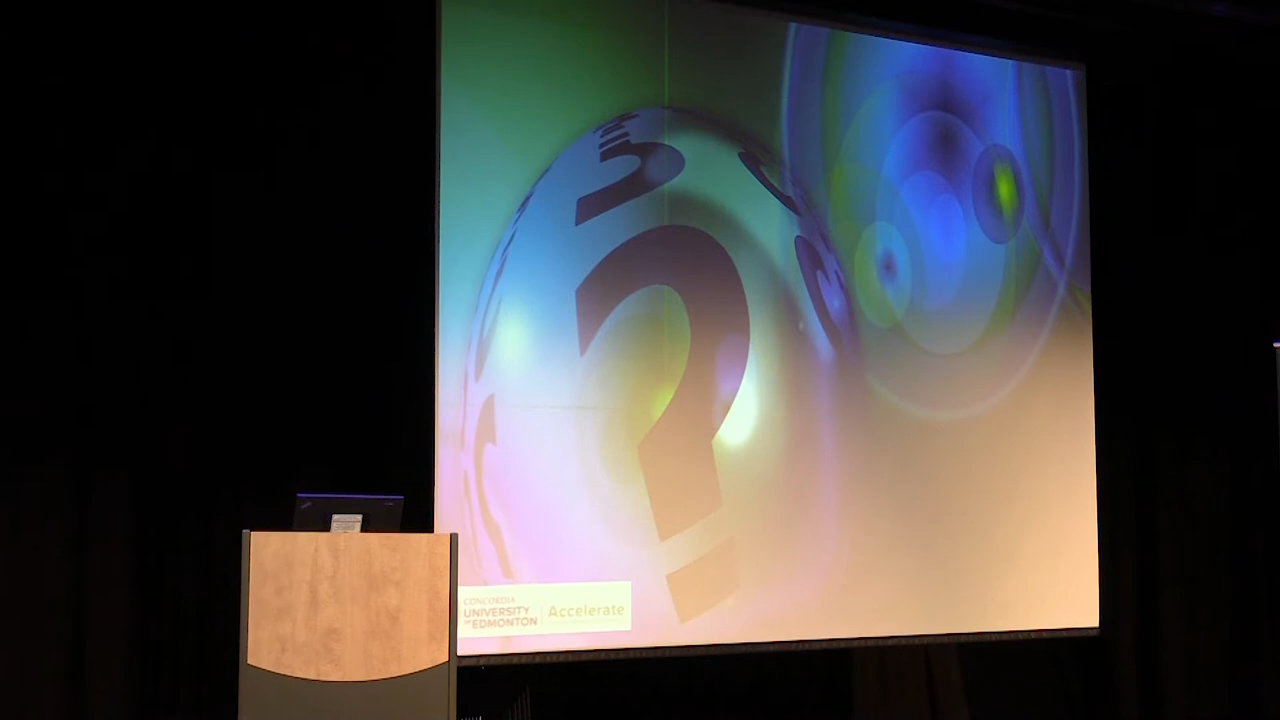 ?
CONCORDIA
UNIVERSITY
OF EDMONTON
Accelerate